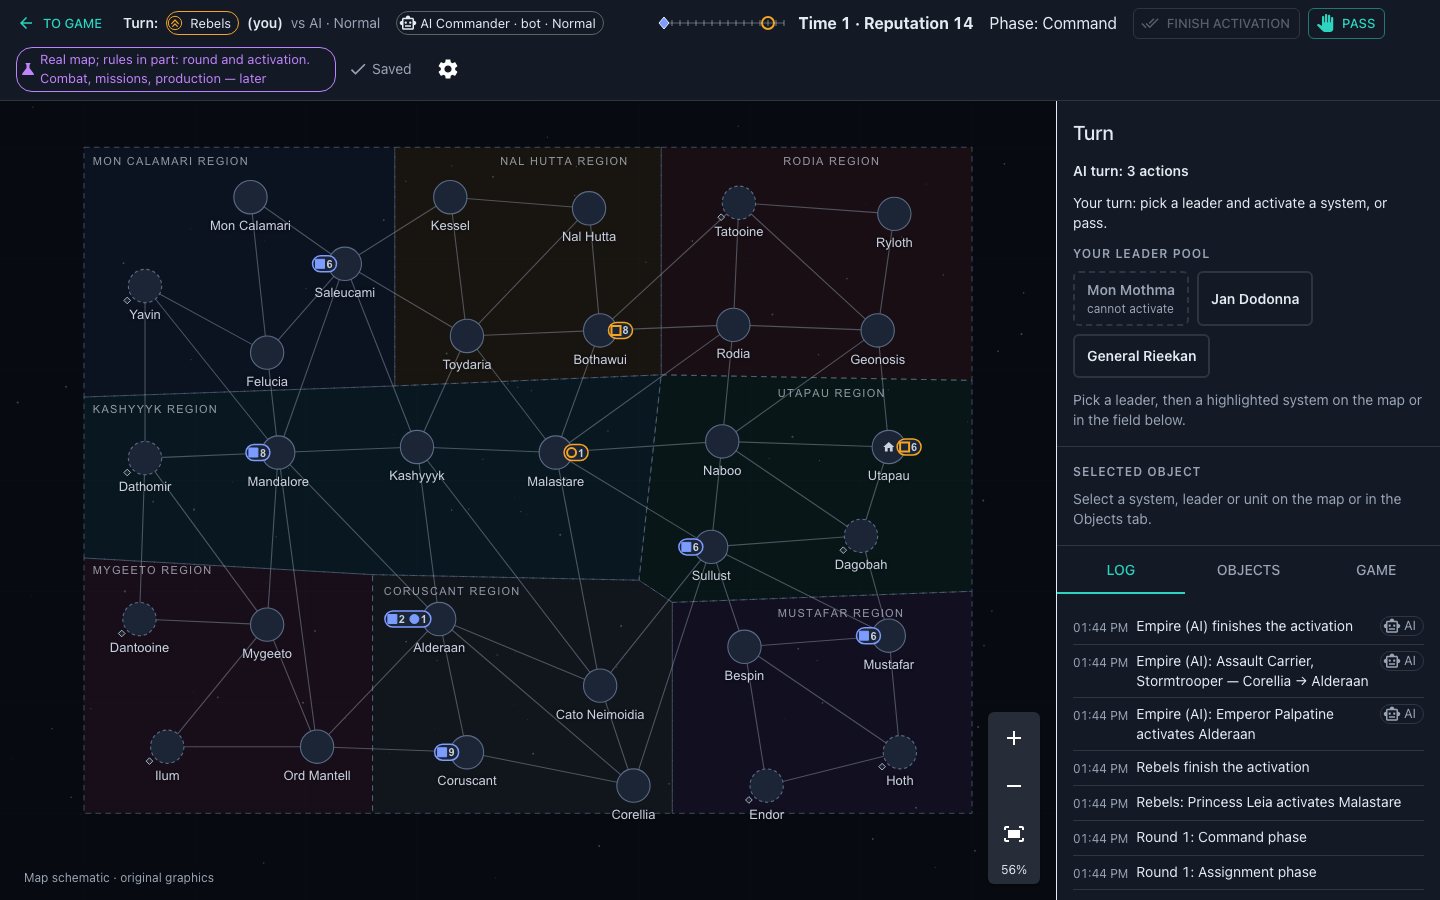 TO GAME
Turn:
Rebels
(you)
vs AI · Normal
AI Commander · bot · Normal
Time 1 · Reputation 14
Phase: Command
FINISH ACTIVATION
PASS
Real map; rules in part: round and activation.
Combat, missions, production — later
Saved
MON CALAMARI REGION
NAL HUTTA REGION
RODIA REGION
Mon Calamari
Kessel
Nal Hutta
Tatooine
Ryloth
6
Saleucami
Yavin
Felucia
Toydaria
8
Bothawui
Rodia
Geonosis
KASHYYYK REGION
UTAPAU REGION
Dathomir
8
Mandalore
Kashyyyk
1
Malastare
Naboo
6
Utapau
6
Sullust
Dagobah
MYGEETO REGION
CORUSCANT REGION
MUSTAFAR REGION
Dantooine
Mygeeto
2
1
Alderaan
Bespin
6
Mustafar
Cato Neimoidia
Ilum
Ord Mantell
9
Coruscant
Corellia
Endor
Hoth
56%
Map schematic · original graphics
Turn
AI turn: 3 actions
Your turn: pick a leader and activate a system, or
pass.
YOUR LEADER POOL
Mon Mothma
cannot activate
Jan Dodonna
General Rieekan
Pick a leader, then a highlighted system on the map or
in the field below.
SELECTED OBJECT
Select a system, leader or unit on the map or in the
Objects tab.
LOG
OBJECTS
GAME
01:44 PM Empire (AI) finishes the activation AI
01:44 PM Empire (AI): Assault Carrier, AI
Stormtrooper — Corellia → Alderaan
01:44 PM Empire (AI): Emperor Palpatine AI
activates Alderaan
01:44 PM Rebels finish the activation
01:44 PM Rebels: Princess Leia activates Malastare
01:44 PM Round 1: Command phase
01:44 PM Round 1: Assignment phase